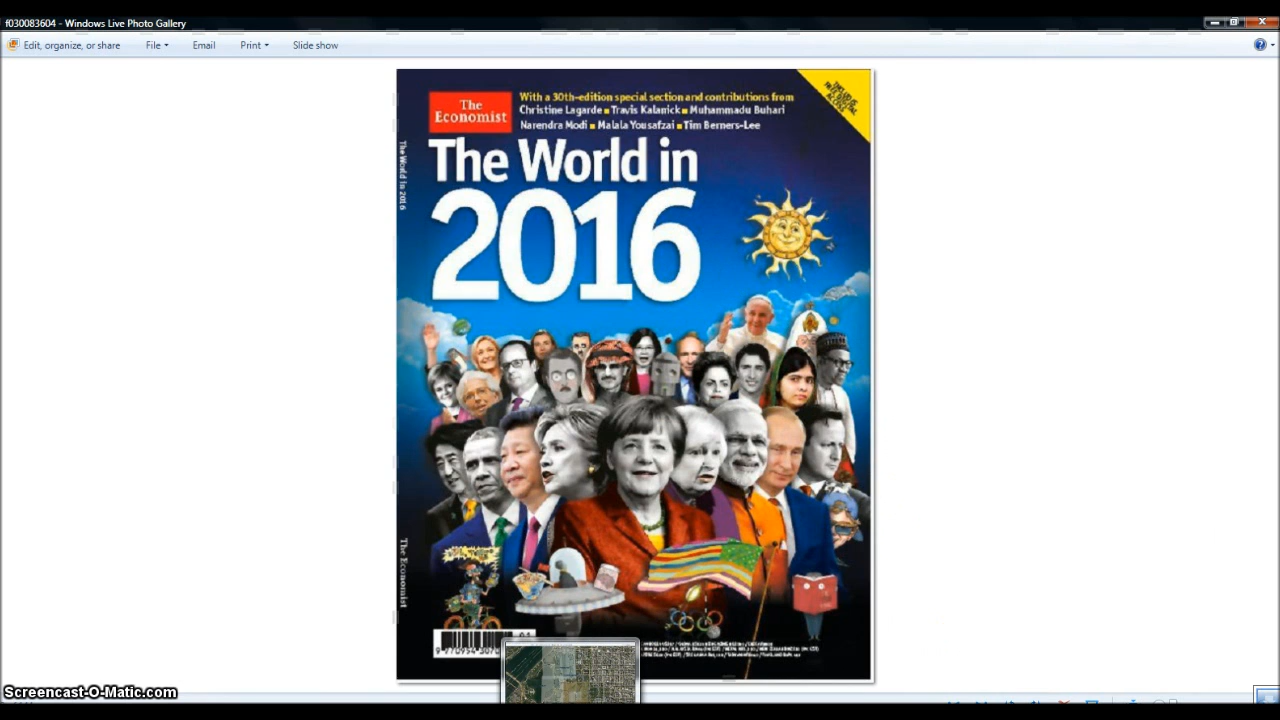 f030083604 - Windows Live Photo Gallery
Edit, organize, or share
File
Email
Print
Slide show
The
Economist
With a 30th-edition special section and contributions from
Christine Lagarde ■ Travis Kalanick ■ Muhammadu Buhari
Narendra Modi ■ Malala Yousafzai ■ Tim Berners-Lee
The World in
2016
The World in 2016
The Economist
Screencast-O-Matic.com